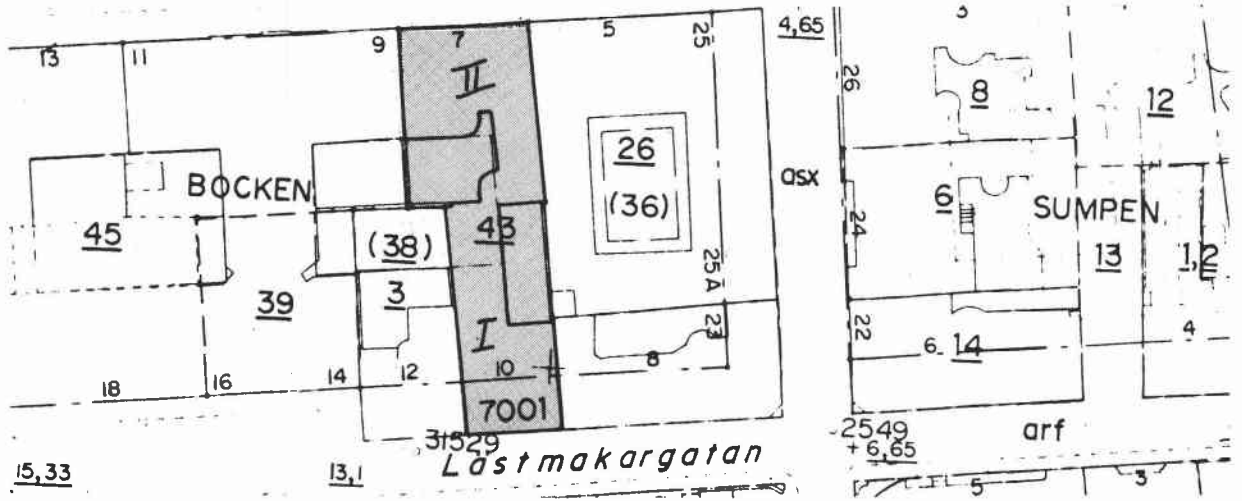 13 11 9 7 5 25 4,65 3
II 26 18 12
26 (36)
BOCKEN asx 6 SUMPEN
45 (38) 43 24 13 1,2
39 3 25 A
I 23 22 6 14 4
18 16 14 12 10 8
7001
31529 2549 arf
Lästmakargatan + 6,65
15,33 13,1 5 3